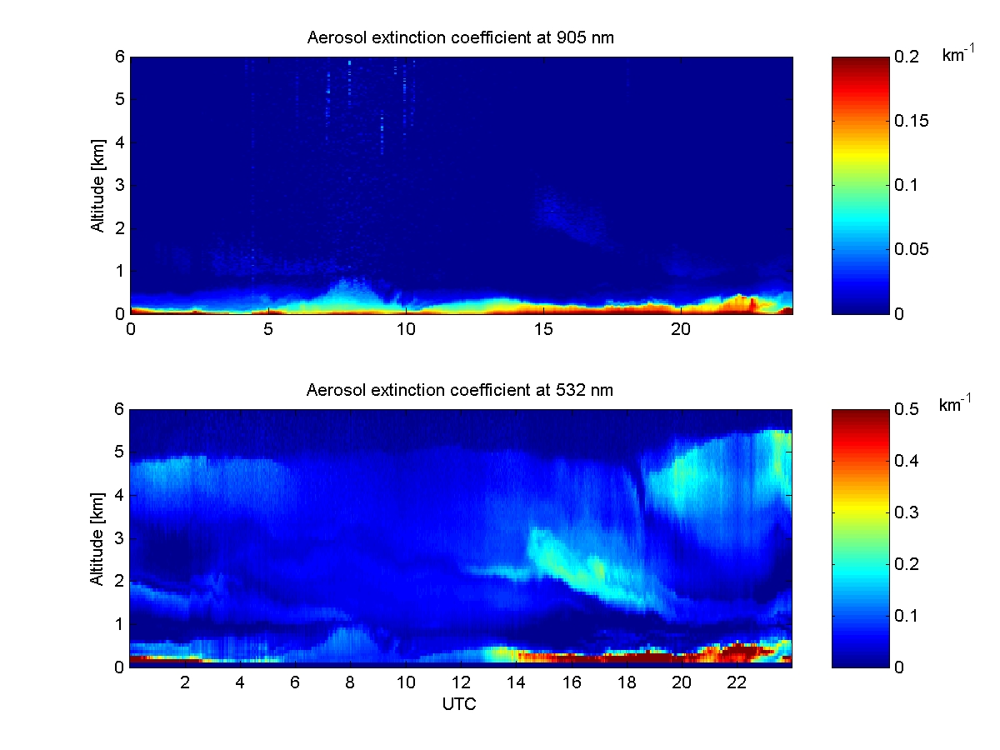 Aerosol extinction coefficient at 905 nm
km-1
6
5
4
3
2
1
0
Altitude [km]
0 5 10 15 20
0.2
0.15
0.1
0.05
0
Aerosol extinction coefficient at 532 nm
km-1
6
5
4
3
2
1
0
Altitude [km]
2 4 6 8 10 12 14 16 18 20 22
UTC
0.5
0.4
0.3
0.2
0.1
0